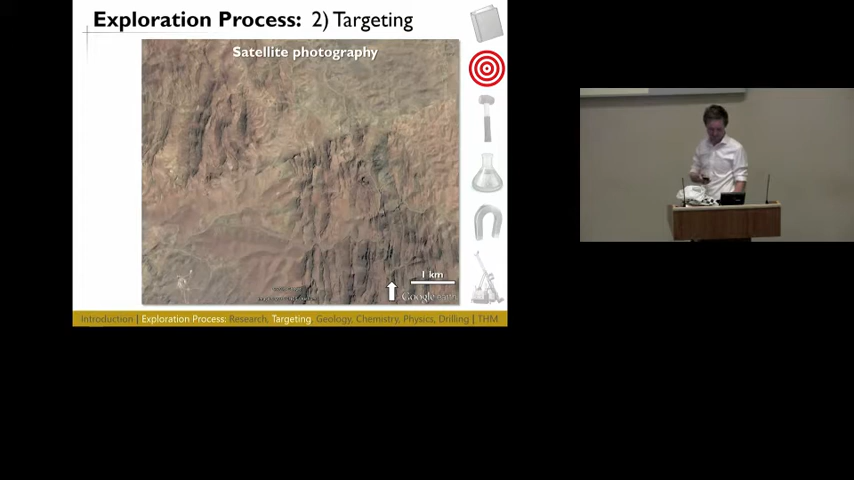 Exploration Process: 2) Targeting
Satellite photography
1 km
Google earth
Introduction | Exploration Process: Research, Targeting, Geology, Chemistry, Physics, Drilling | THM